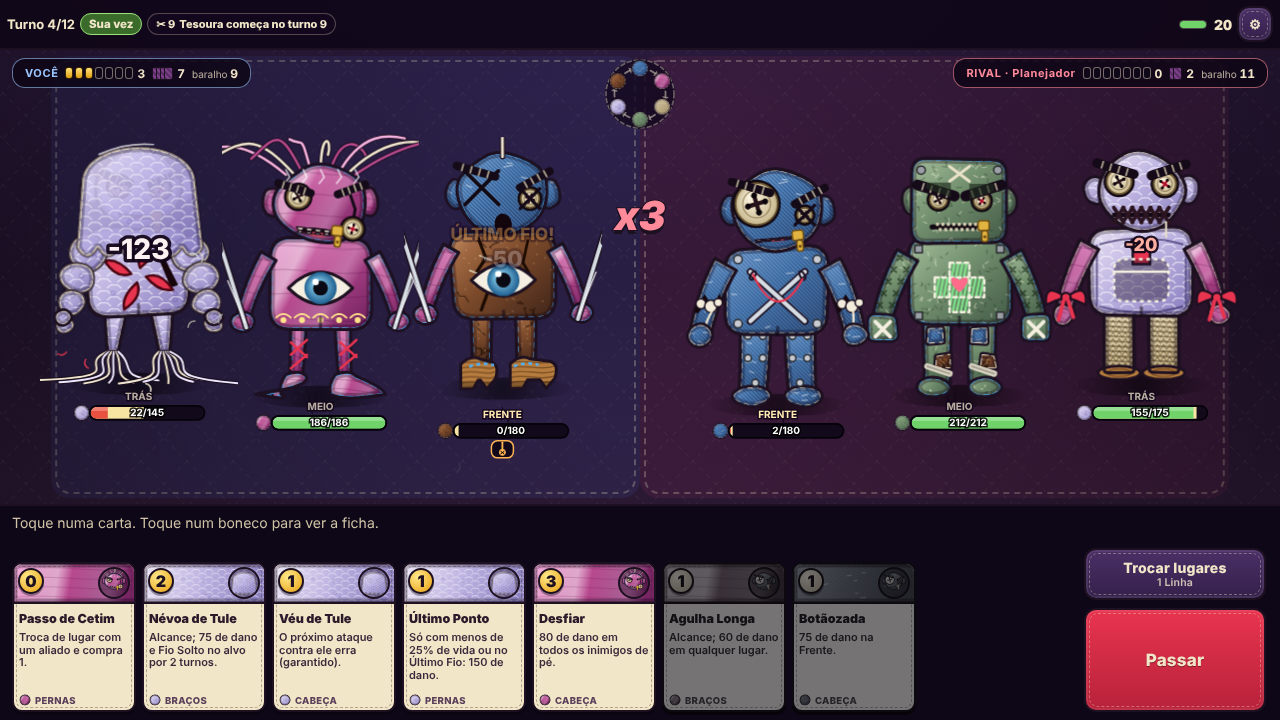 Turno 4/12
Sua vez
✂ 9 Tesoura começa no turno 9
20
VOCÊ 3 7 baralho 9
RIVAL · Planejador 0 2 baralho 11
x3
-123
ÚLTIMO FIO!
-50
-20
TRÁS
22/145
MEIO
186/186
FRENTE
0/180
FRENTE
2/180
MEIO
212/212
TRÁS
155/175
Toque numa carta. Toque num boneco para ver a ficha.
0
Passo de Cetim
Troca de lugar com
um aliado e compra
1.
PERNAS
2
Névoa de Tule
Alcance; 75 de dano
e Fio Solto no alvo
por 2 turnos.
BRAÇOS
1
Véu de Tule
O próximo ataque
contra ele erra
(garantido).
CABEÇA
1
Último Ponto
Só com menos de
25% de vida ou no
Último Fio: 150 de
dano.
PERNAS
3
Desfiar
80 de dano em
todos os inimigos de
pé.
CABEÇA
1
Agulha Longa
Alcance; 60 de dano
em qualquer lugar.
BRAÇOS
1
Botãozada
75 de dano na
Frente.
CABEÇA
Trocar lugares
1 Linha
Passar